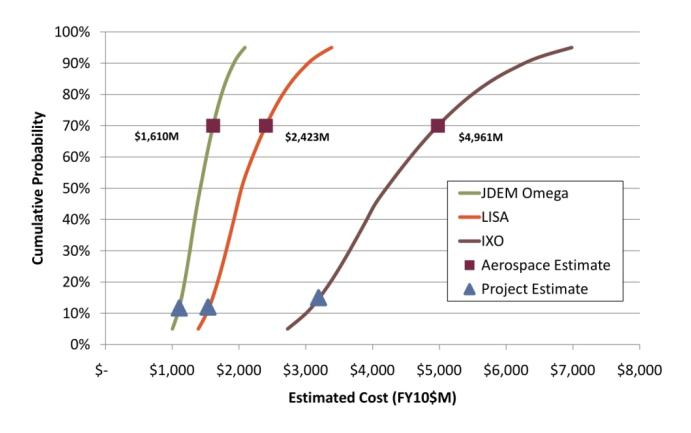 100%
90%
80%
70%
60%
50%
40%
30%
20%
10%
0%
Cumulative Probability
$1,610M
$2,423M
$4,961M
JDEM Omega
LISA
IXO
Aerospace Estimate
Project Estimate
$- $1,000 $2,000 $3,000 $4,000 $5,000 $6,000 $7,000 $8,000
Estimated Cost (FY10$M)